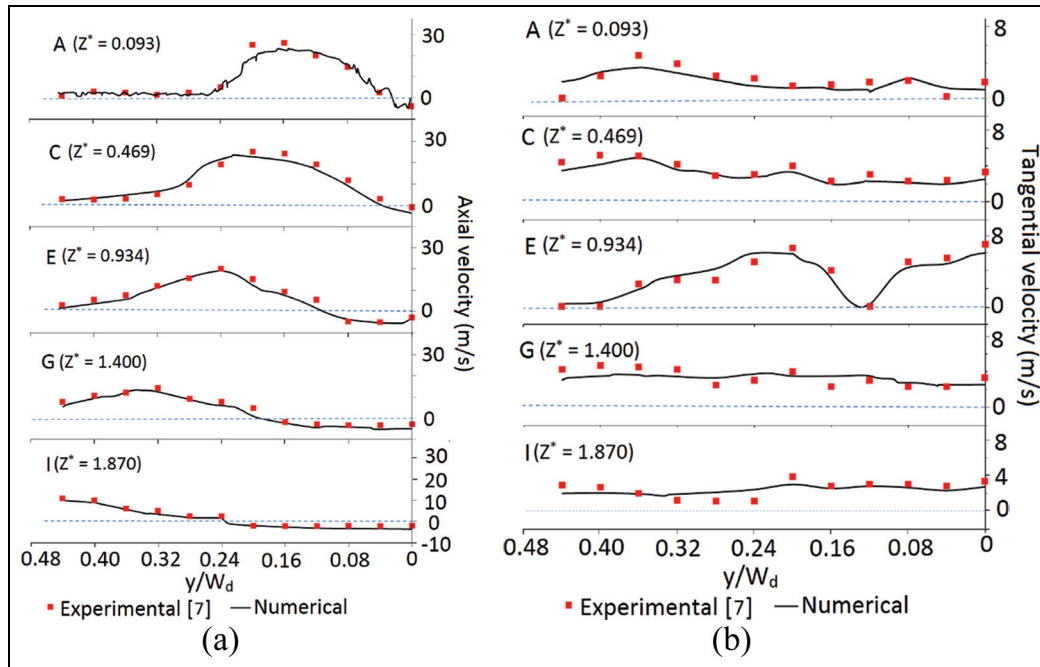 A (Z* = 0.093)
30
0
C (Z* = 0.469)
30
0
E (Z* = 0.934)
30
0
G (Z* = 1.400)
30
0
I (Z* = 1.870)
30
20
10
0
-10
Axial velocity (m/s)
0.48 0.40 0.32 0.24 0.16 0.08 0
y/Wd
Experimental [7] Numerical
(a)
A (Z* = 0.093)
8
0
C (Z* = 0.469)
8
0
E (Z* = 0.934)
8
0
G (Z* = 1.400)
8
0
I (Z* = 1.870)
8
4
0
Tangential velocity (m/s)
0.48 0.40 0.32 0.24 0.16 0.08 0
y/Wd
Experimental [7] Numerical
(b)